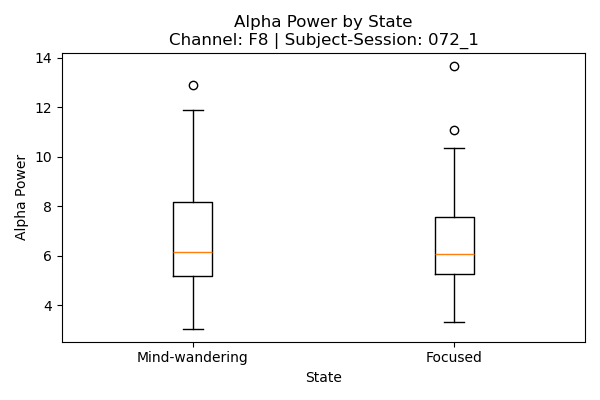 Alpha Power by State
Channel: F8 | Subject-Session: 072_1
14
12
10
8
6
4
Alpha Power
Mind-wandering
Focused
State